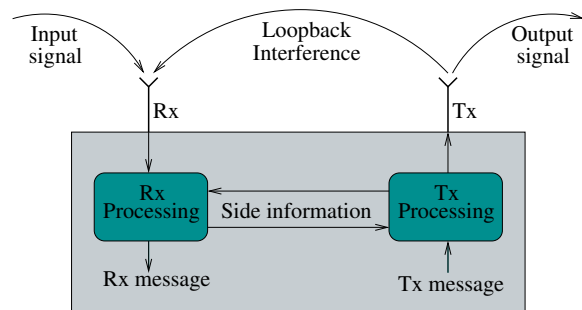 Input
signal
Loopback
Interference
Output
signal
Rx
Tx
Rx
Processing
Tx
Processing
Side information
Rx message
Tx message